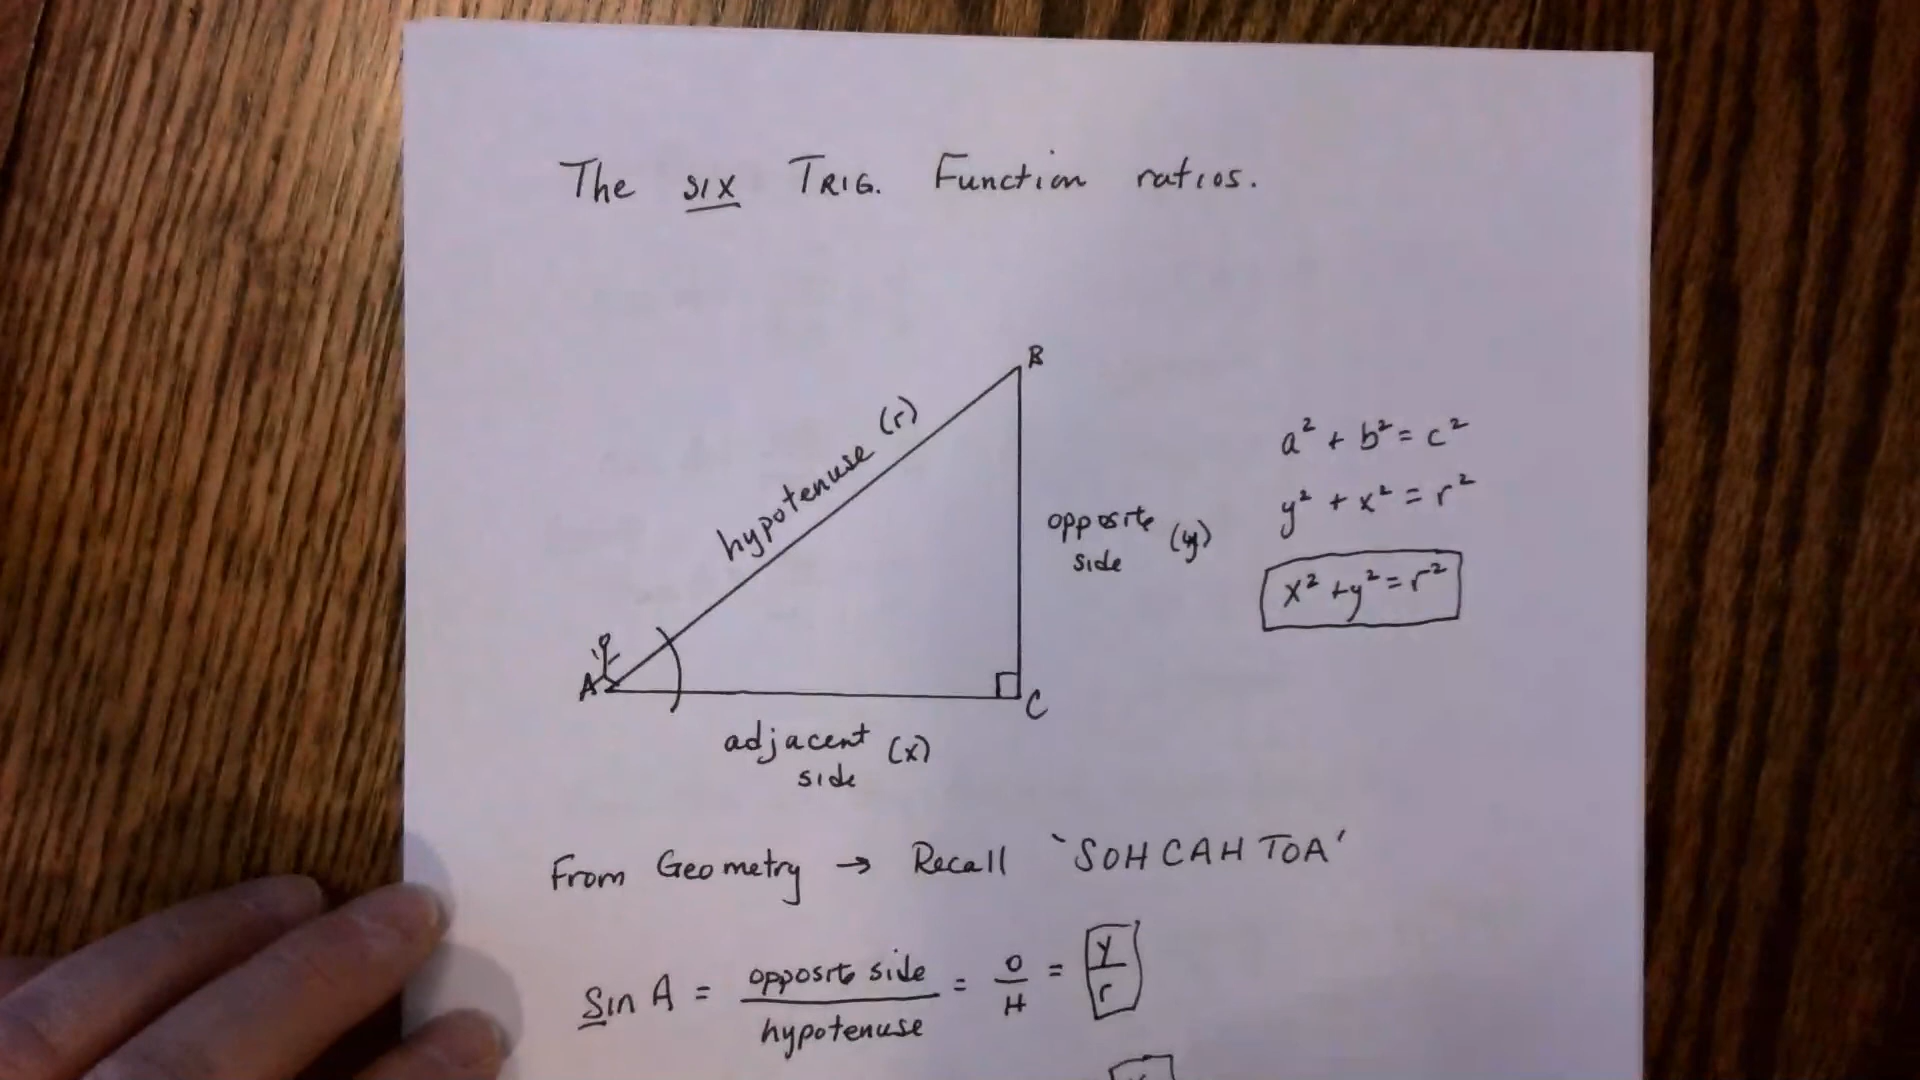 The six TRIG. Function ratios.
B
hypotenuse (r)
a² + b² = c²
y² + x² = r²
x² + y² = r²
opposite side (y)
A
C
adjacent side (x)
From Geometry → Recall `SOH CAH TOA'
Sin A = opposite side / hypotenuse = O / H = y / r